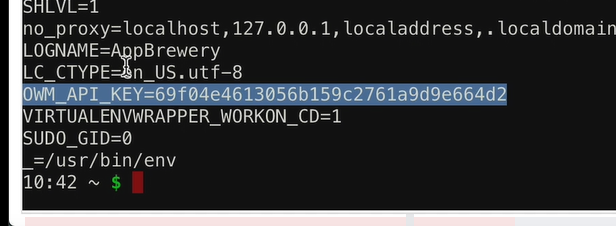 SHLVL=1
no_proxy=localhost,127.0.0.1,localaddress,.localdomain
LOGNAME=AppBrewery
LC_CTYPE=en_US.utf-8
OWM_API_KEY=69f04e4613056b159c2761a9d9e664d2
VIRTUALENVWRAPPER_WORKON_CD=1
SUDO_GID=0
_=/usr/bin/env
10:42 ~ $